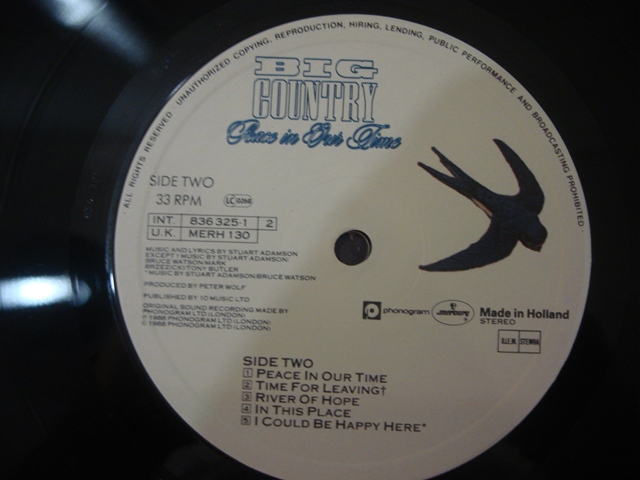 ALL RIGHTS RESERVED UNAUTHORIZED COPYING, REPRODUCTION, HIRING, LENDING, PUBLIC PERFORMANCE AND BROADCASTING PROHIBITED
BIG
COUNTRY
Peace in Our Time
SIDE TWO
33 RPM
LC
INT. 836 325-1 2
U.K. MERH 130
MUSIC AND LYRICS BY STUART ADAMSON
EXCEPT † MUSIC BY STUART ADAMSON/
BRUCE WATSON/MARK
BRZEZICKI/TONY BUTLER
* MUSIC BY STUART ADAMSON/BRUCE WATSON
PRODUCED BY PETER WOLF
PUBLISHED BY 10 MUSIC LTD
ORIGINAL SOUND RECORDING MADE BY
PHONOGRAM LTD (LONDON)
℗ 1988 PHONOGRAM LTD (LONDON)
© 1988 PHONOGRAM LTD (LONDON)
phonogram mercury Made in Holland
STEREO
B.I.E.M. STEMRA
SIDE TWO
1 PEACE IN OUR TIME
2 TIME FOR LEAVING†
3 RIVER OF HOPE
4 IN THIS PLACE
5 I COULD BE HAPPY HERE*